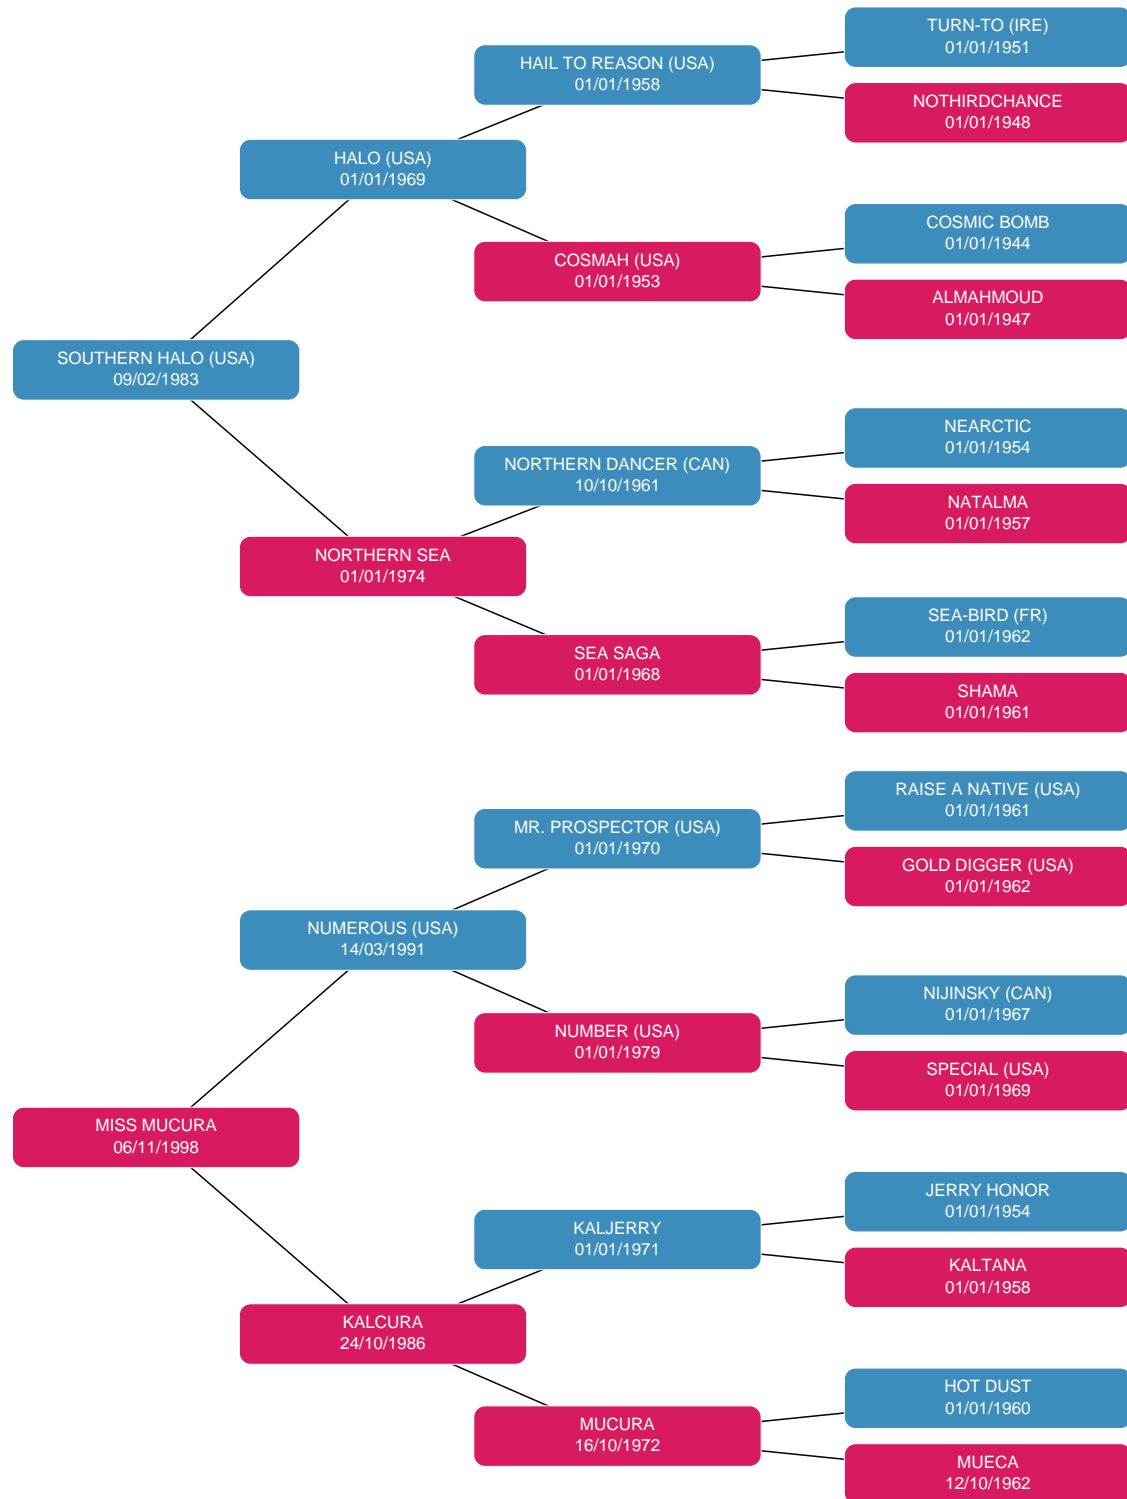 TURN-TO (IRE)
01/01/1951
HAIL TO REASON (USA)
01/01/1958
NOTHIRDCHANCE
01/01/1948
HALO (USA)
01/01/1969
COSMIC BOMB
01/01/1944
COSMAH (USA)
01/01/1953
ALMAHMOUD
01/01/1947
SOUTHERN HALO (USA)
09/02/1983
NEARCTIC
01/01/1954
NORTHERN DANCER (CAN)
10/10/1961
NATALMA
01/01/1957
NORTHERN SEA
01/01/1974
SEA-BIRD (FR)
01/01/1962
SEA SAGA
01/01/1968
SHAMA
01/01/1961
RAISE A NATIVE (USA)
01/01/1961
MR. PROSPECTOR (USA)
01/01/1970
GOLD DIGGER (USA)
01/01/1962
NUMEROUS (USA)
14/03/1991
NIJINSKY (CAN)
01/01/1967
NUMBER (USA)
01/01/1979
SPECIAL (USA)
01/01/1969
MISS MUCURA
06/11/1998
JERRY HONOR
01/01/1954
KALJERRY
01/01/1971
KALTANA
01/01/1958
KALCURA
24/10/1986
HOT DUST
01/01/1960
MUCURA
16/10/1972
MUECA
12/10/1962